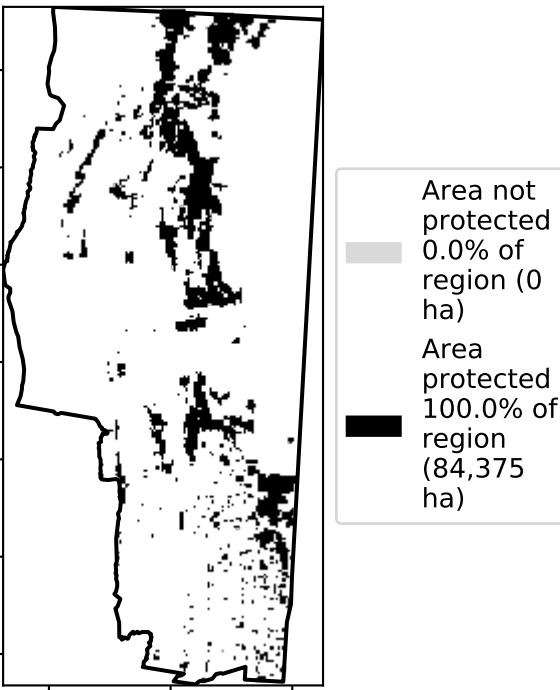 Area not
protected
0.0% of
region (0
ha)
Area
protected
100.0% of
region
(84,375
ha)